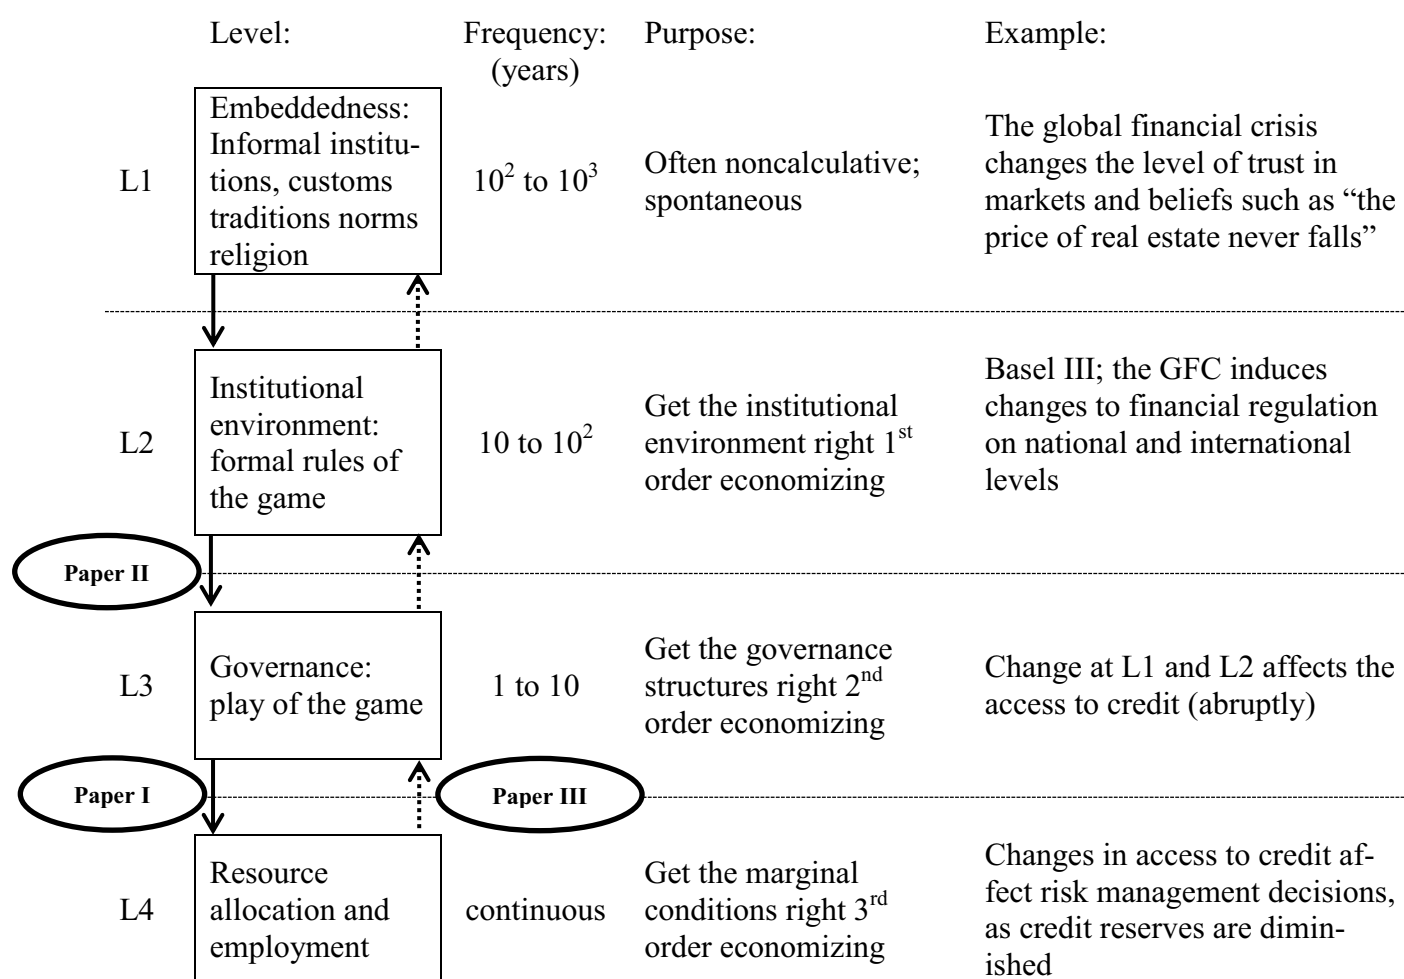 Level:
Frequency:
(years)
Purpose:
Example:
L1
Embeddedness:
Informal institu-
tions, customs
traditions norms
religion
10² to 10³
Often noncalculative;
spontaneous
The global financial crisis
changes the level of trust in
markets and beliefs such as “the
price of real estate never falls”
L2
Institutional
environment:
formal rules of
the game
10 to 10²
Get the institutional
environment right 1st
order economizing
Basel III; the GFC induces
changes to financial regulation
on national and international
levels
Paper II
L3
Governance:
play of the game
1 to 10
Get the governance
structures right 2nd
order economizing
Change at L1 and L2 affects the
access to credit (abruptly)
Paper I
Paper III
L4
Resource
allocation and
employment
continuous
Get the marginal
conditions right 3rd
order economizing
Changes in access to credit af-
fect risk management decisions,
as credit reserves are dimin-
ished